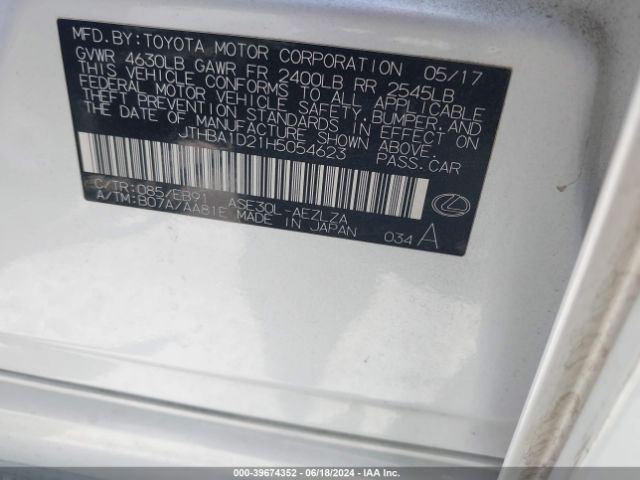 MFD.BY:TOYOTA MOTOR CORPORATION 05/17
GVWR 4630LB GAWR FR 2400LB RR 2545LB
THIS VEHICLE CONFORMS TO ALL APPLICABLE
FEDERAL MOTOR VEHICLE SAFETY,BUMPER,AND
THEFT PREVENTION STANDARDS IN EFFECT ON
THE DATE OF MANUFACTURE SHOWN ABOVE.
JTHBA1D21H5054623 PASS.CAR
C/TR:085/EB91 ASE30L-AEZLZA
A/TM:B07A/AA81E MADE IN JAPAN 034 A
000-39674352 - 06/18/2024 - IAA Inc.